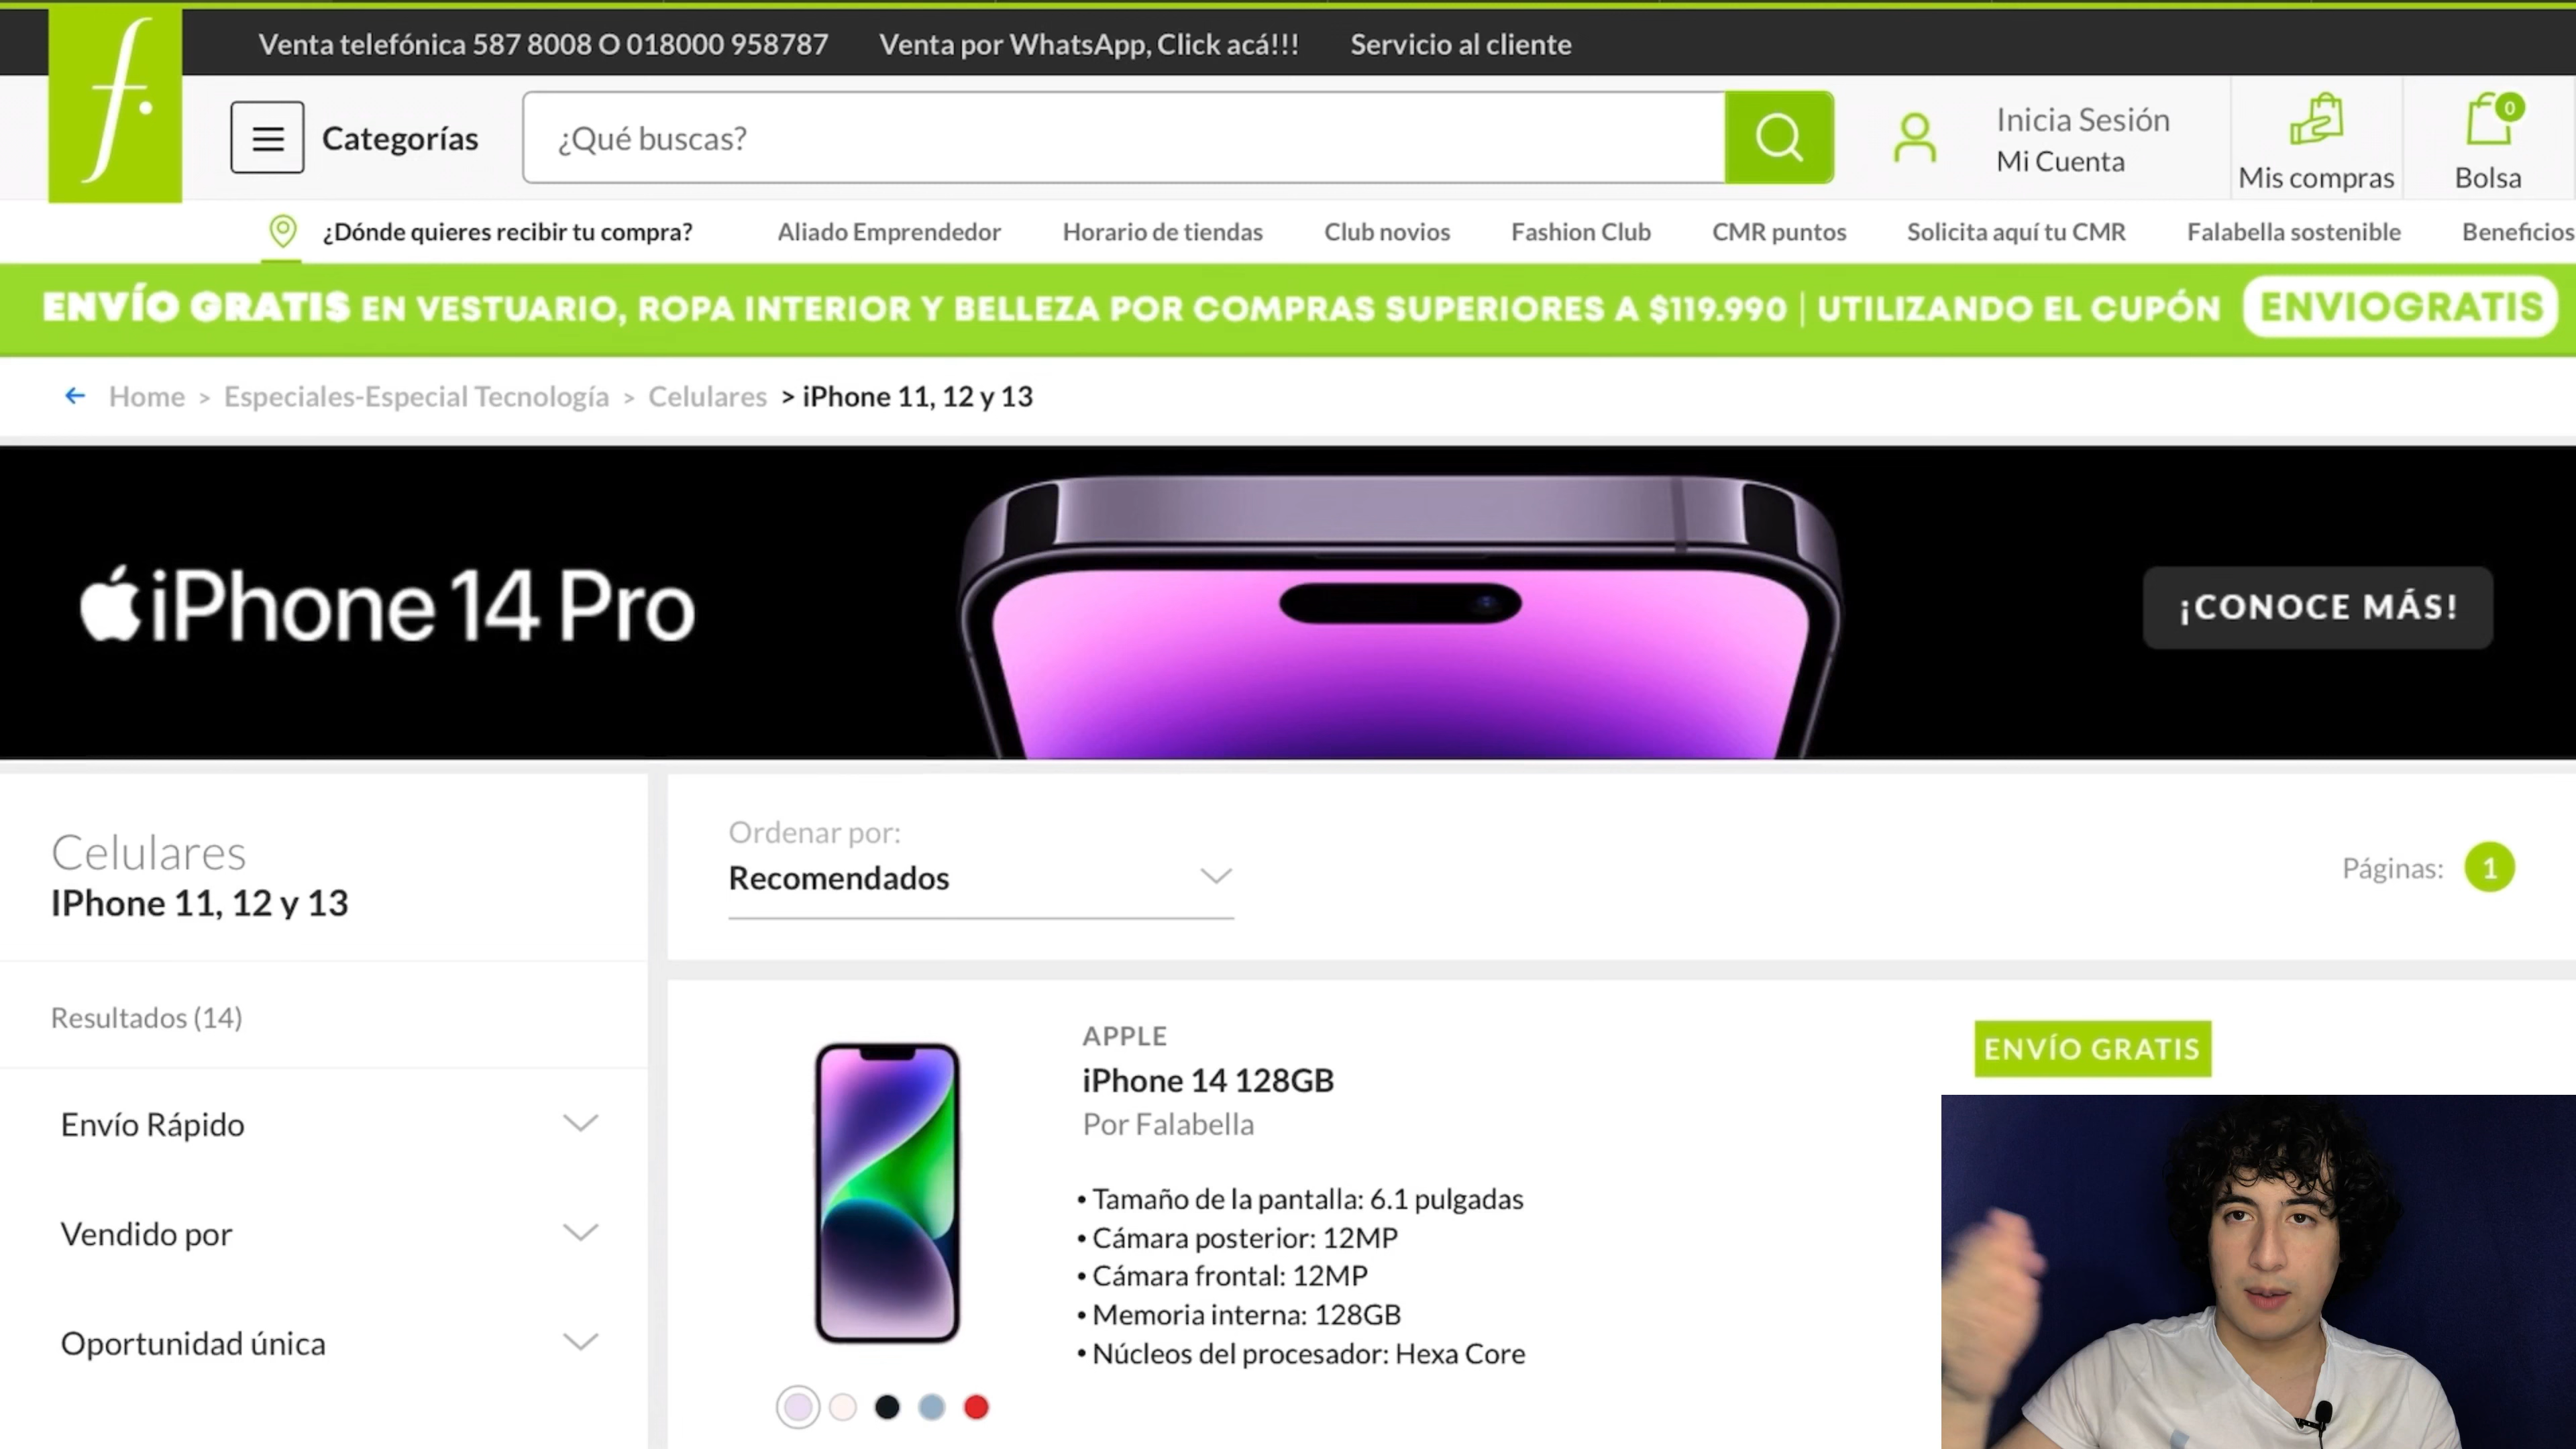 Venta telefónica 587 8008 O 018000 958787 Venta por WhatsApp, Click acá!!! Servicio al cliente
f.
Categorías
¿Qué buscas?
Inicia Sesión
Mi Cuenta
Mis compras
0
Bolsa
¿Dónde quieres recibir tu compra? Aliado Emprendedor Horario de tiendas Club novios Fashion Club CMR puntos Solicita aquí tu CMR Falabella sostenible Beneficios
ENVÍO GRATIS EN VESTUARIO, ROPA INTERIOR Y BELLEZA POR COMPRAS SUPERIORES A $119.990 | UTILIZANDO EL CUPÓN ENVIOGRATIS
Home > Especiales-Especial Tecnología > Celulares > iPhone 11, 12 y 13
iPhone 14 Pro
¡CONOCE MÁS!
Celulares
IPhone 11, 12 y 13
Resultados (14)
Envío Rápido
Vendido por
Oportunidad única
Ordenar por:
Recomendados
Páginas: 1
APPLE
iPhone 14 128GB
Por Falabella
• Tamaño de la pantalla: 6.1 pulgadas
• Cámara posterior: 12MP
• Cámara frontal: 12MP
• Memoria interna: 128GB
• Núcleos del procesador: Hexa Core
ENVÍO GRATIS